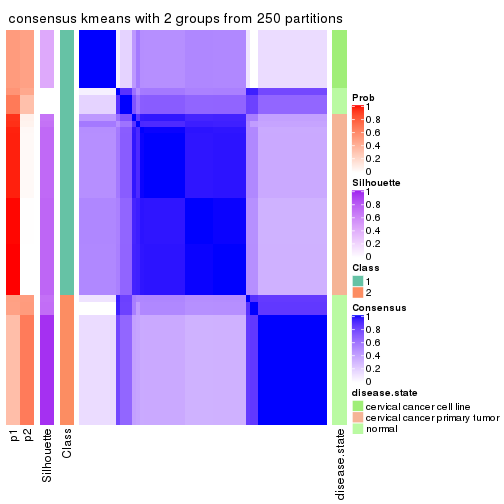 consensus kmeans with 2 groups from 250 partitions
Prob
1
0.8
0.6
0.4
0.2
0
Silhouette
1
0.8
0.6
0.4
0.2
0
Class
1
2
Consensus
1
0.8
0.6
0.4
0.2
0
disease.state
cervical cancer cell line
cervical cancer primary tumor
normal
p1
p2
Silhouette
Class
disease.state